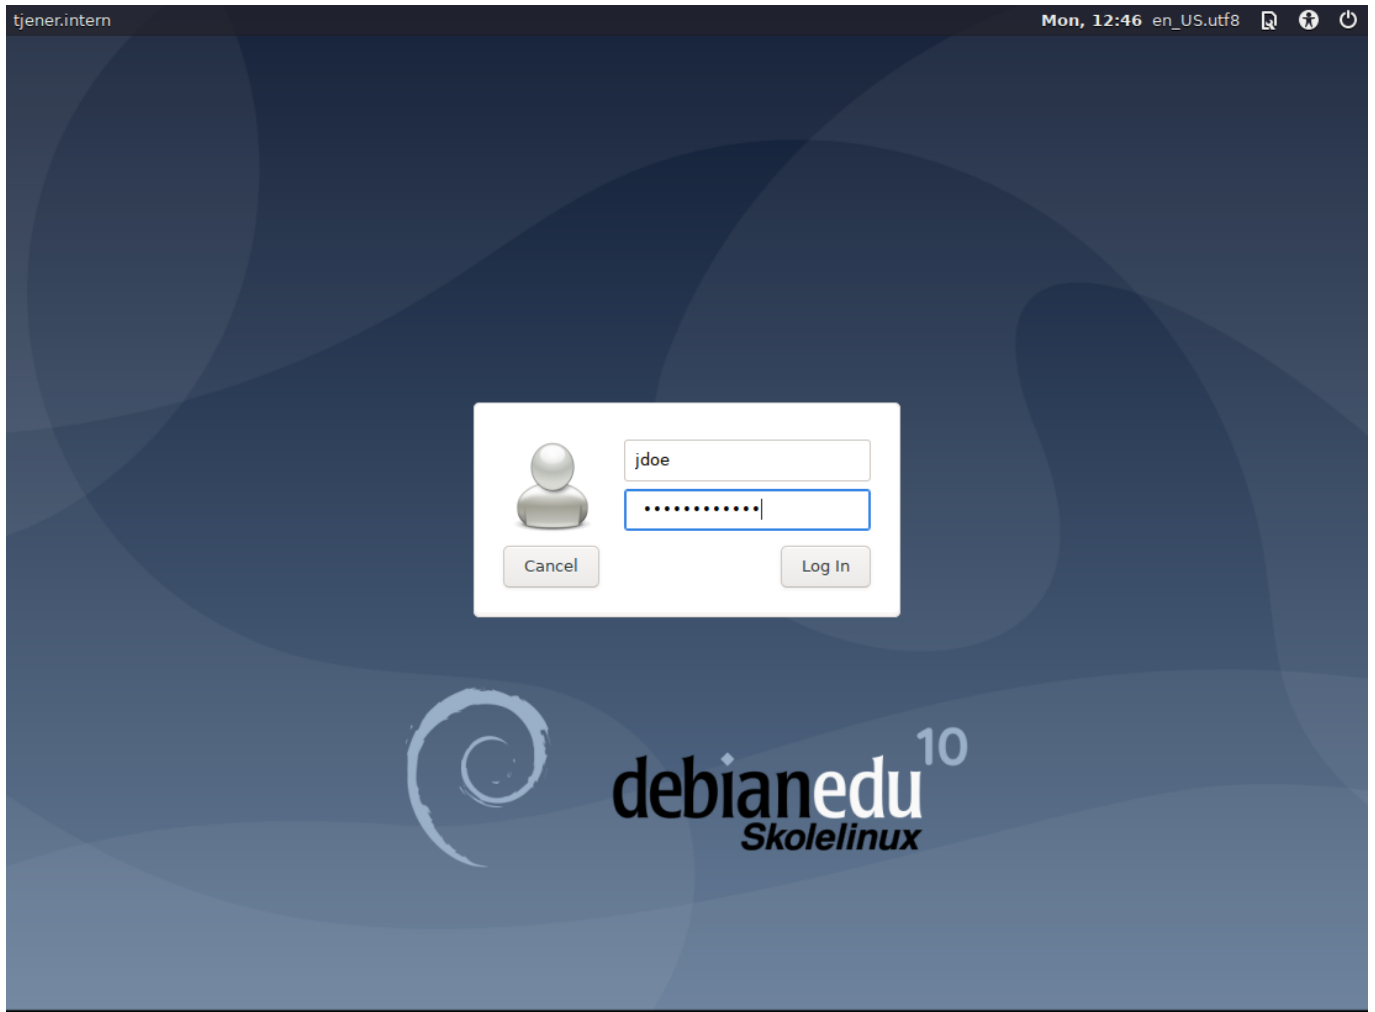 tjener.intern
Mon, 12:46 en_US.utf8
jdoe
••••••••••••
Cancel
Log In
debianedu 10
Skolelinux